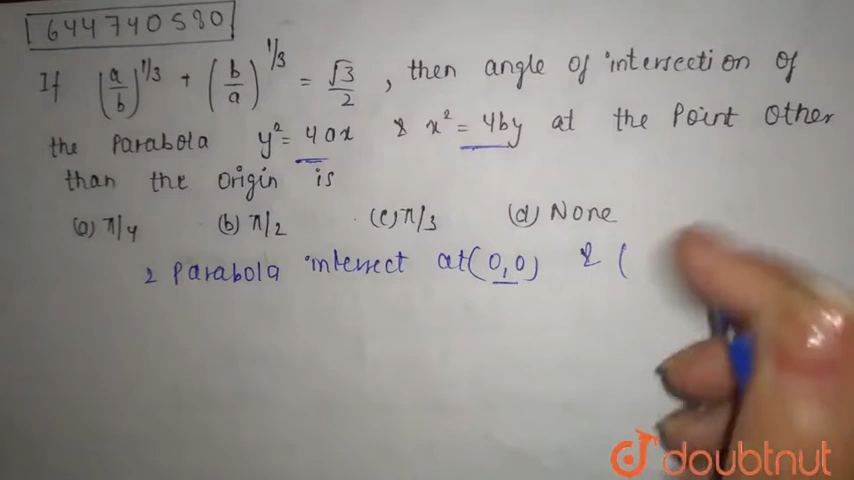 644740580
If (a/b)^1/3 + (b/a)^1/3 = √3/2 , then angle of intersection of
the Parabola y² = 4ax & x² = 4by at the Point Other
than the Origin is
(a) π/4 (b) π/2 (c) π/3 (d) None
2 Parabola intersect at (0,0) & (
doubtnut